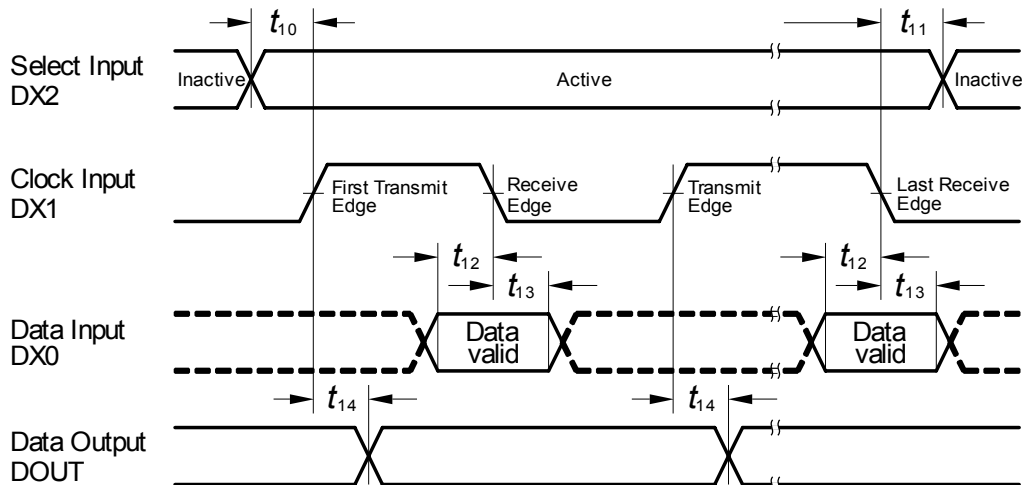 t10
t11
Select Input
DX2
Inactive
Active
Inactive
Clock Input
DX1
First Transmit
Edge
Receive
Edge
Transmit
Edge
Last Receive
Edge
t12
t13
t12
t13
Data Input
DX0
Data
valid
Data
valid
t14
t14
Data Output
DOUT